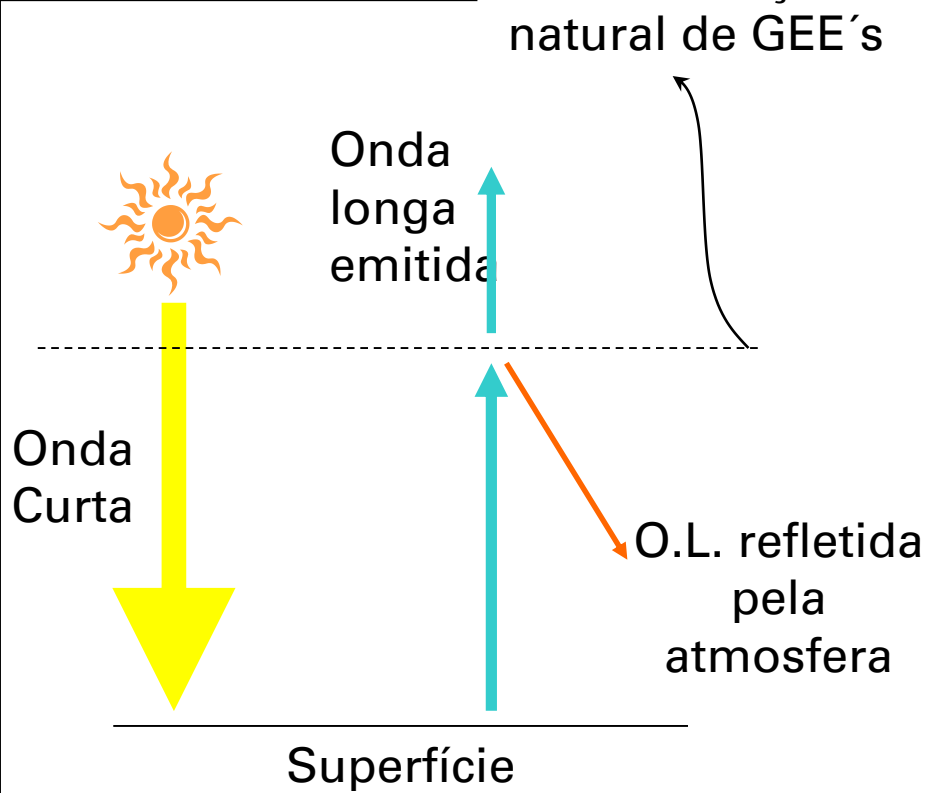 natural de GEE´s
Onda
longa
emitida
Onda
Curta
O.L. refletida
pela
atmosfera
Superfície